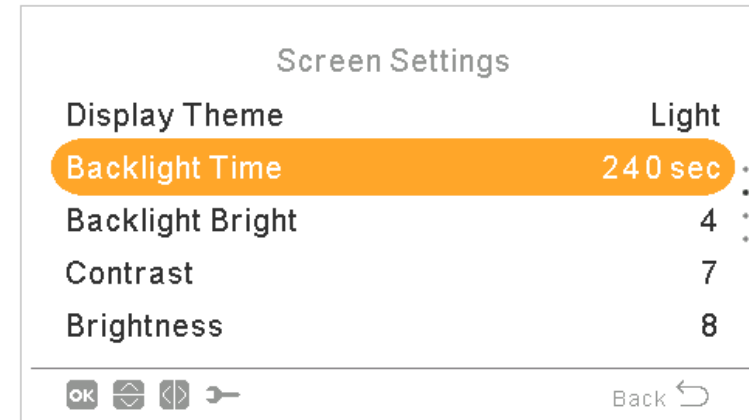 Screen Settings
Display Theme Light
Backlight Time 240 sec
Backlight Bright 4
Contrast 7
Brightness 8
OK Back